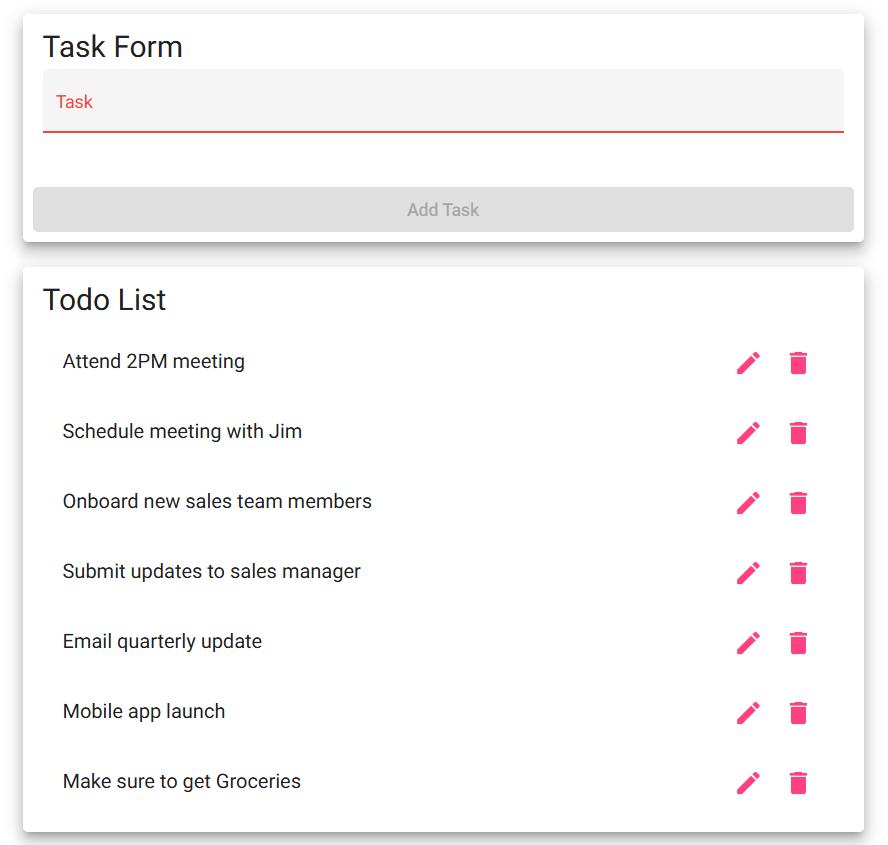 Task Form
Task
Add Task
Todo List
Attend 2PM meeting
Schedule meeting with Jim
Onboard new sales team members
Submit updates to sales manager
Email quarterly update
Mobile app launch
Make sure to get Groceries